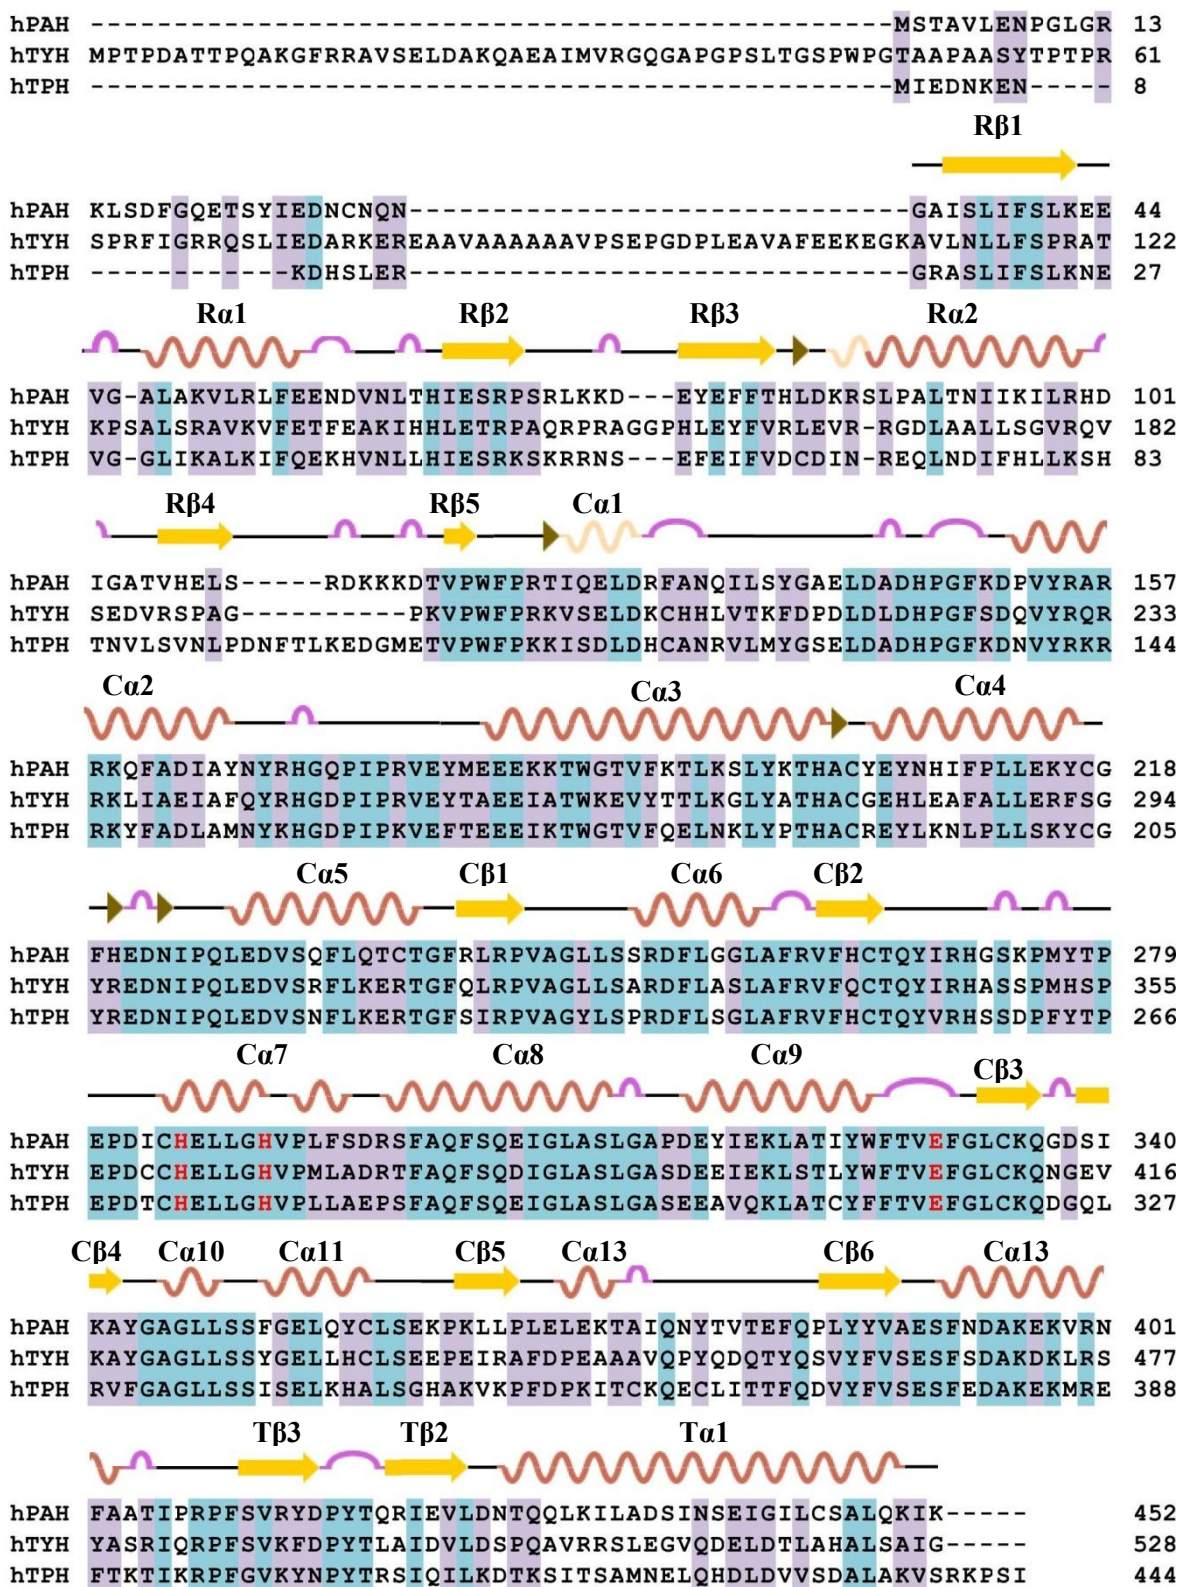 hPAH ------------------------------------------------MSTAVLENPGLGR 13
hTYH MPTPDATTPQAKGFRRAVSELDAKQAEAIMVRGQGAPGPSLTGSPWPGTAAPAASYTPTPR 61
hTPH ------------------------------------------------MIEDNKEN----- 8
Rβ1
hPAH KLSDFGQETSYIEDNCNQN------------------------------GAISLIFSLKEE 44
hTYH SPRFIGRRQSLIEDARKEREAAVAAAAAAVPSEPGDPLEAVAFEEKEGKAVLNLLFSPRAT 122
hTPH ------------KDHSLER------------------------------GRASLIFSLKNE 27
Rα1 Rβ2 Rβ3 Rα2
hPAH VG-ALAKVLRLFEENDVNLTHIESRPSRLKKD---EYEFFTHLDKRSLPALTNIIKILRHD 101
hTYH KPSALSRAVKVFETFEAKIHHLETRPAQRPRAGGPHLEYFVRLEVR-RGDLAALLSGVRQV 182
hTPH VG-GLIKALKIFQEKHVNLLHIESRKSKRRNS---EFEIFVDCDIN-REQLNDIFHLLKSH 83
Rβ4 Rβ5 Cα1
hPAH IGATVHELS-----RDKKKDTVPWFPRTIQELDRFANQILSYGAELDADHPGFKDPVYRAR 157
hTYH SEDVRSPAG----------PKVPWFPRKVSELDKCHHLVTKFDPDLDLDHPGFSDQVYRQR 233
hTPH TNVLSVNLPDNFTLKEDGMETVPWFPKKISDLDHCANRVLMYGSELDADHPGFKDNVYRKR 144
Cα2 Cα3 Cα4
hPAH RKQFADIAYNYRHGQPIPRVEYMEEEKKTWGTVFKTLKSLYKTHACYEYNHIFPLLEKYCG 218
hTYH RKLIAEIAFQYRHGDPIPRVEYTAEEIATWKEVYTTLKGLYATHACGEHLEAFALLERFSG 294
hTPH RKYFADLAMNYKHGDPIPKVEFTEEEIKTWGTVFQELNKLYPTHACREYLKNLPLLSKYCG 205
Cα5 Cβ1 Cα6 Cβ2
hPAH FHEDNIPQLEDVSQFLQTCTGFRLRPVAGLLSSRDFLGGLAFRVFHCTQYIRHGSKPMYTP 279
hTYH YREDNIPQLEDVSRFLKERTGFQLRPVAGLLSARDFLASLAFRVFQCTQYIRHASSPMHSP 355
hTPH YREDNIPQLEDVSNFLKERTGFSIRPVAGYLSPRDFLSGLAFRVFHCTQYVRHSSDPFYTP 266
Cα7 Cα8 Cα9 Cβ3
hPAH EPDICHELLGHVPLFSDRSFAQFSQEIGLASLGAPDEYIEKLATIYWFTVEFGLCKQGDSI 340
hTYH EPDCCHELLGHVPMLADRTFAQFSQDIGLASLGASDEEIEKLSTLYWFTVEFGLCKQNGEV 416
hTPH EPDTCHELLGHVPLLAEPSFAQFSQEIGLASLGASEEAVQKLATCYFFTVEFGLCKQDGQL 327
Cβ4 Cα10 Cα11 Cβ5 Cα13 Cβ6 Cα13
hPAH KAYGAGLLSSFGELQYCLSEKPKLLPLELEKTAIQNYTVTEFQPLYYVAESFNDAKEKVRN 401
hTYH KAYGAGLLSSYGELLHCLSEEPEIRAFDPEAAAVQPYQDQTYQSVYFVSESFSDAKDKLRS 477
hTPH RVFGAGLLSSISELKHALSGHAKVKPFDPKITCKQECLITTFQDVYFVSESFEDAKEKMRE 388
Tβ3 Tβ2 Tα1
hPAH FAATIPRPFSVRYDPYTQRIEVLDNTQQLKILADSINSEIGILCSALQKIK----- 452
hTYH YASRIQRPFSVKFDPYTLAIDVLDSPQAVRRSLEGVQDELDTLAHALSAIG----- 528
hTPH FTKTIKRPFGVKYNPYTRSIQILKDTKSITSAMNELQHDLDVVSDALAKVSRKPSI 444